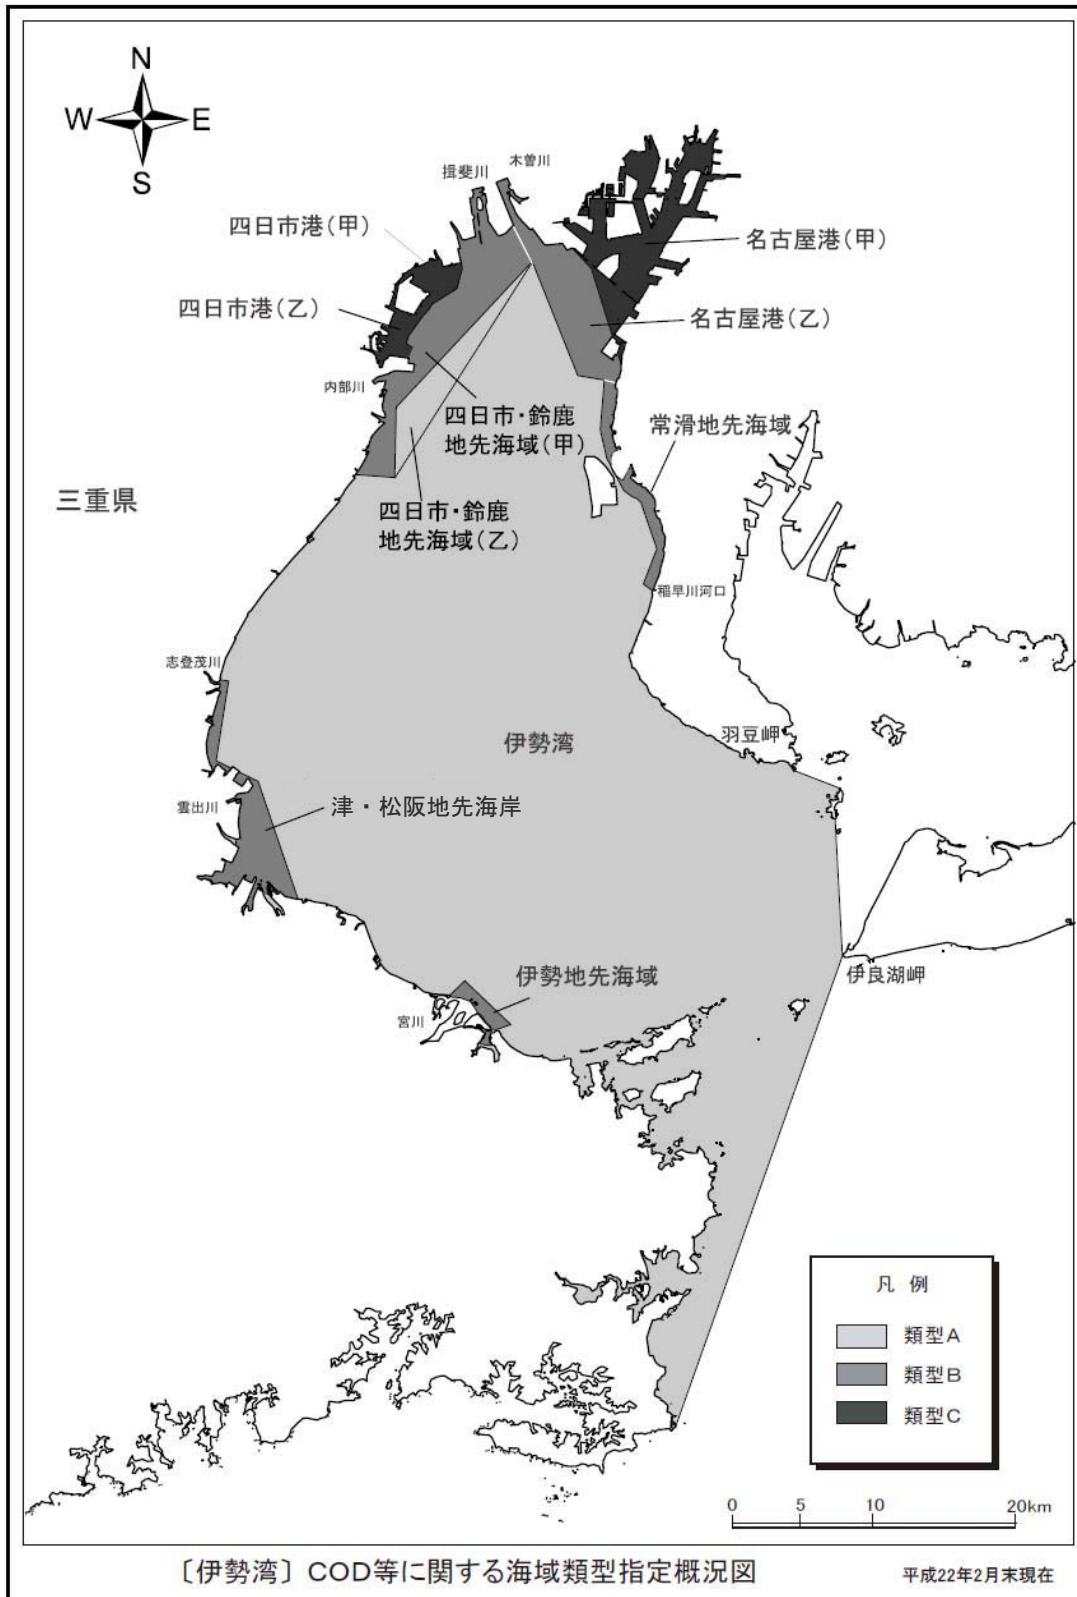 N
W E
S
木曽川
揖斐川
四日市港(甲)
名古屋港(甲)
四日市港(乙)
名古屋港(乙)
内部川
四日市・鈴鹿
地先海域(甲)
常滑地先海域
三重県
四日市・鈴鹿
地先海域(乙)
稲早川河口
志登茂川
羽豆岬
伊勢湾
雲出川
津・松阪地先海岸
伊良湖岬
伊勢地先海域
宮川
凡 例
類型A
類型B
類型C
0 5 10 20km
〔伊勢湾〕COD等に関する海域類型指定概況図
平成22年2月末現在